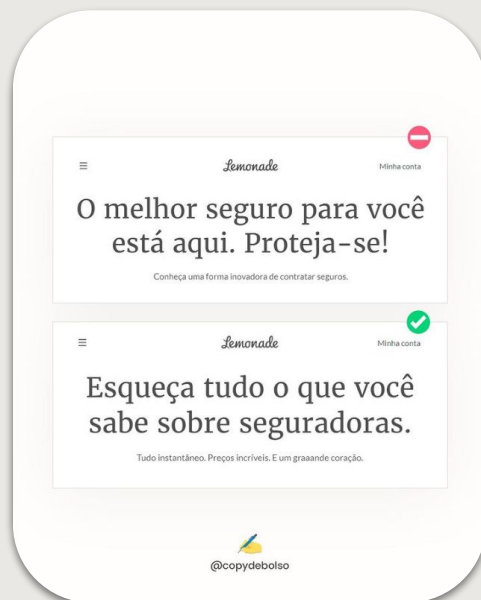 Lemonade
Minha conta
O melhor seguro para você
está aqui. Proteja-se!
Conheça uma forma inovadora de contratar seguros.
Lemonade
Minha conta
Esqueça tudo o que você
sabe sobre seguradoras.
Tudo instantâneo. Preços incríveis. E um graaande coração.
@copydebolso